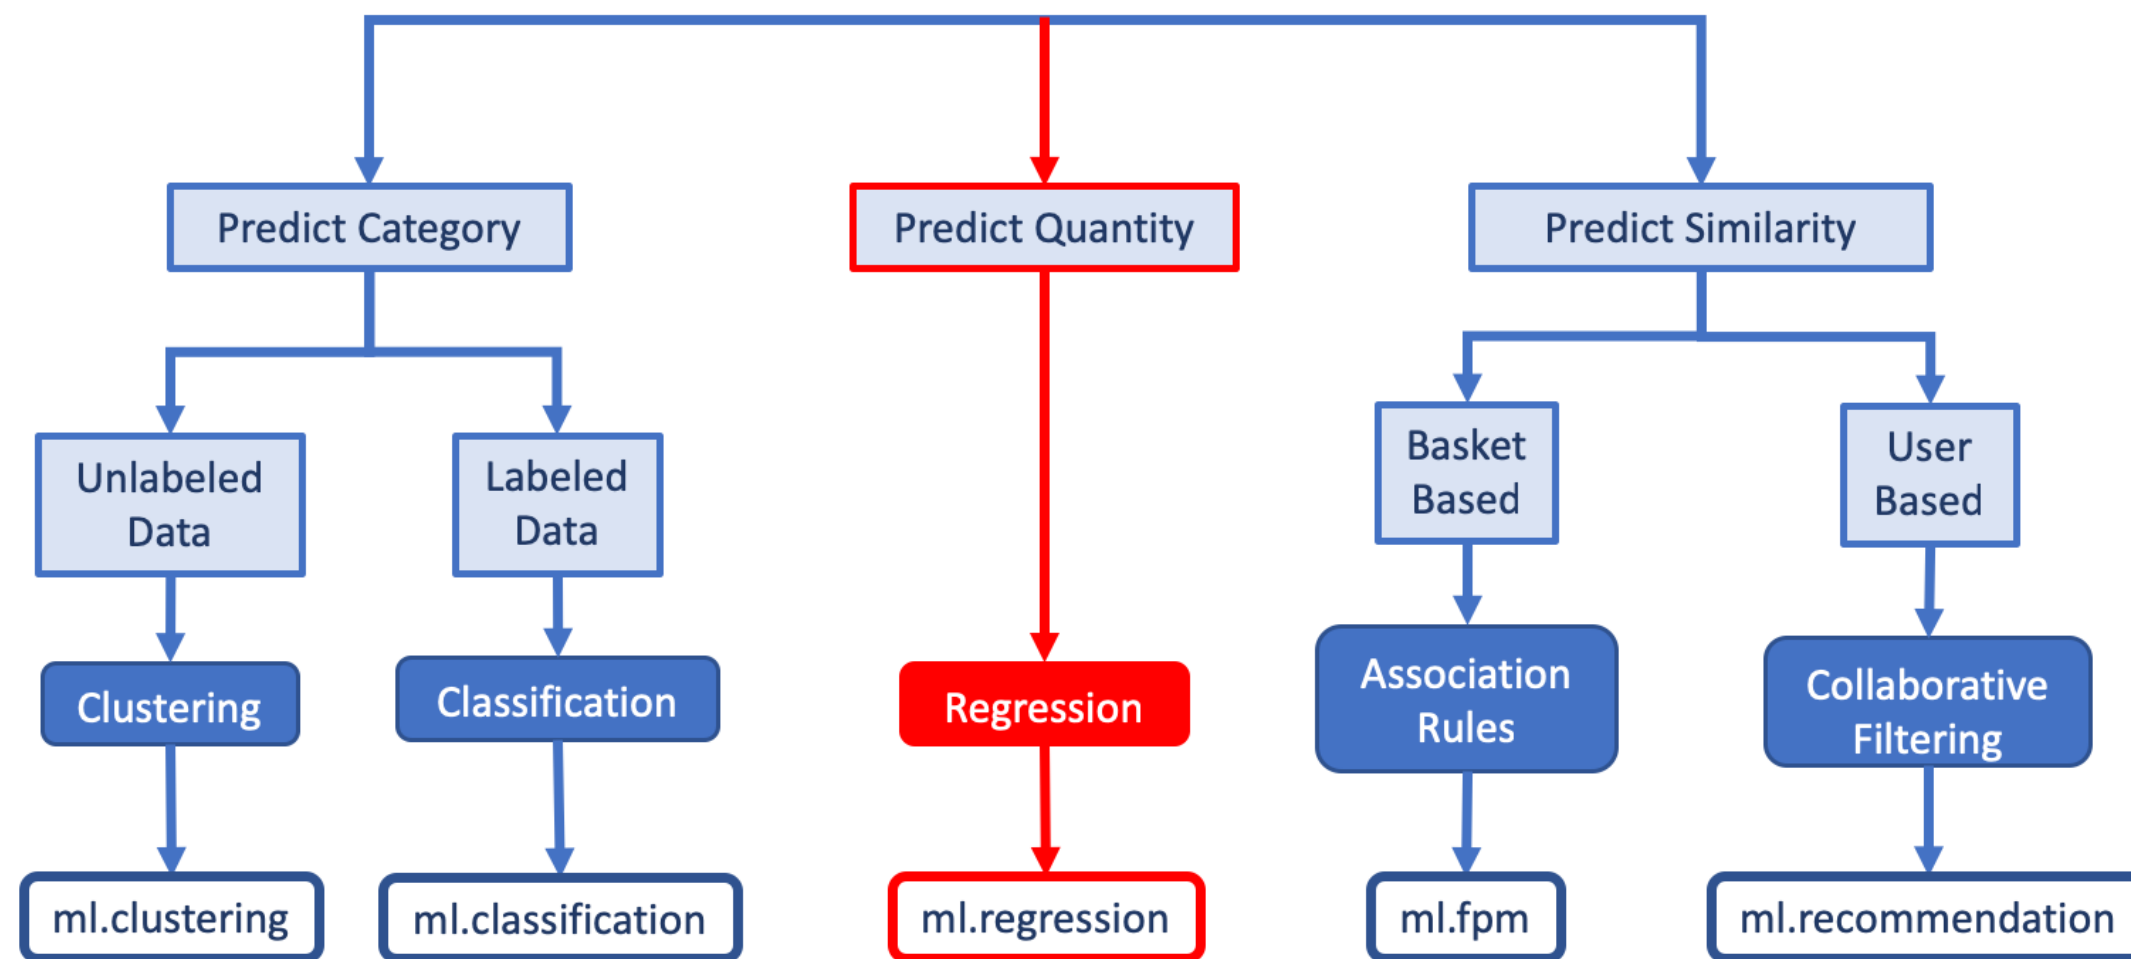 Predict Category
Predict Quantity
Predict Similarity
Unlabeled
Data
Labeled
Data
Basket
Based
User
Based
Clustering
Classification
Regression
Association
Rules
Collaborative
Filtering
ml.clustering
ml.classification
ml.regression
ml.fpm
ml.recommendation